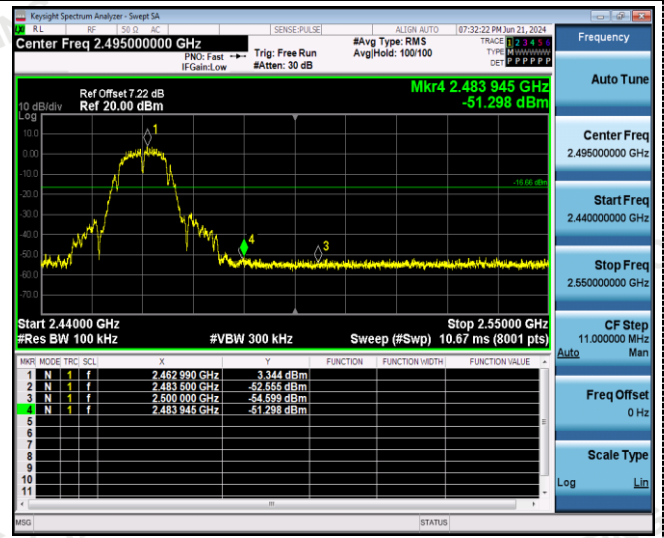 Keysight Spectrum Analyzer - Swept SA
RL RF 50 Ω AC SENSE:PULSE ALIGN AUTO 07:32:22 PM Jun 21, 2024
Center Freq 2.495000000 GHz
PNO: Fast
IFGain:Low
Trig: Free Run
#Atten: 30 dB
#Avg Type: RMS
Avg|Hold: 100/100
TRACE 1 2 3 4 5 6
TYPE M WWWWW
DET P P P P P P
Ref Offset 7.22 dB
10 dB/div Ref 20.00 dBm
Log
Mkr4 2.483 945 GHz
-51.298 dBm
10.0
0.00
-10.0
-20.0
-30.0
-40.0
-50.0
-60.0
-70.0
1
4
3
-16.66 dBm
Start 2.44000 GHz Stop 2.55000 GHz
#Res BW 100 kHz #VBW 300 kHz Sweep (#Swp) 10.67 ms (8001 pts)
MKR MODE TRC SCL X Y FUNCTION FUNCTION WIDTH FUNCTION VALUE
1 N 1 f 2.462 990 GHz 3.344 dBm
2 N 1 f 2.483 500 GHz -52.555 dBm
3 N 1 f 2.500 000 GHz -54.599 dBm
4 N 1 f 2.483 945 GHz -51.298 dBm
5
6
7
8
9
10
11
MSG STATUS
Frequency
Auto Tune
Center Freq
2.495000000 GHz
Start Freq
2.440000000 GHz
Stop Freq
2.550000000 GHz
CF Step
11.000000 MHz
Auto Man
Freq Offset
0 Hz
Scale Type
Log Lin